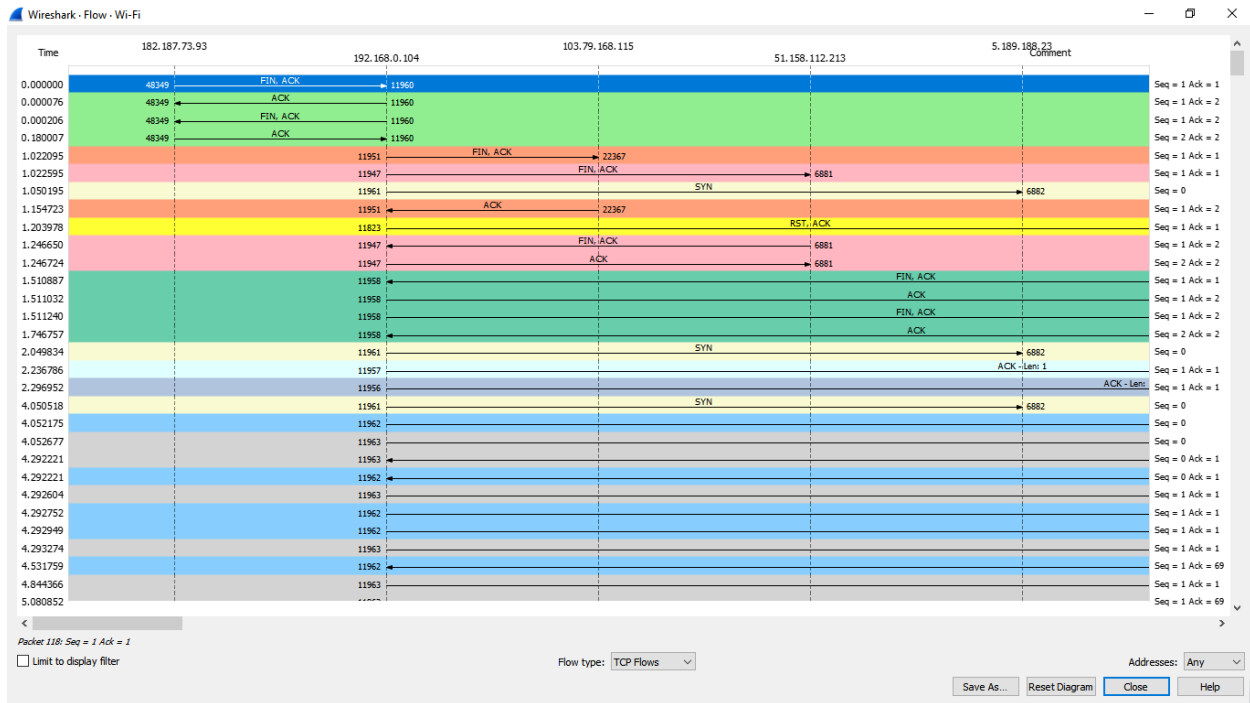 Wireshark · Flow · Wi-Fi
Time 182.187.73.93 192.168.0.104 103.79.168.115 51.158.112.213 5.189.188.23 Comment
0.000000 48349 FIN, ACK 11960 Seq = 1 Ack = 1
0.000076 48349 ACK 11960 Seq = 1 Ack = 2
0.000206 48349 FIN, ACK 11960 Seq = 1 Ack = 2
0.180007 48349 ACK 11960 Seq = 2 Ack = 2
1.022095 11951 FIN, ACK 22367 Seq = 1 Ack = 1
1.022595 11947 FIN, ACK 6881 Seq = 1 Ack = 1
1.050195 11961 SYN 6882 Seq = 0
1.154723 11951 ACK 22367 Seq = 1 Ack = 2
1.203978 11823 RST, ACK Seq = 1 Ack = 1
1.246650 11947 FIN, ACK 6881 Seq = 1 Ack = 2
1.246724 11947 ACK 6881 Seq = 2 Ack = 2
1.510887 11958 FIN, ACK Seq = 1 Ack = 1
1.511032 11958 ACK Seq = 1 Ack = 2
1.511240 11958 FIN, ACK Seq = 1 Ack = 2
1.746757 11958 ACK Seq = 2 Ack = 2
2.049834 11961 SYN 6882 Seq = 0
2.236786 11957 ACK - Len: 1 Seq = 1 Ack = 1
2.296952 11956 ACK - Len: Seq = 1 Ack = 1
4.050518 11961 SYN 6882 Seq = 0
4.052175 11962 Seq = 0
4.052677 11963 Seq = 0
4.292221 11963 Seq = 0 Ack = 1
4.292221 11962 Seq = 0 Ack = 1
4.292604 11963 Seq = 1 Ack = 1
4.292752 11962 Seq = 1 Ack = 1
4.292949 11962 Seq = 1 Ack = 1
4.293274 11963 Seq = 1 Ack = 1
4.531759 11962 Seq = 1 Ack = 69
4.844366 11963 Seq = 1 Ack = 1
5.080852 Seq = 1 Ack = 69
Packet 118: Seq = 1 Ack = 1
Limit to display filter Flow type: TCP Flows Addresses: Any
Save As... Reset Diagram Close Help